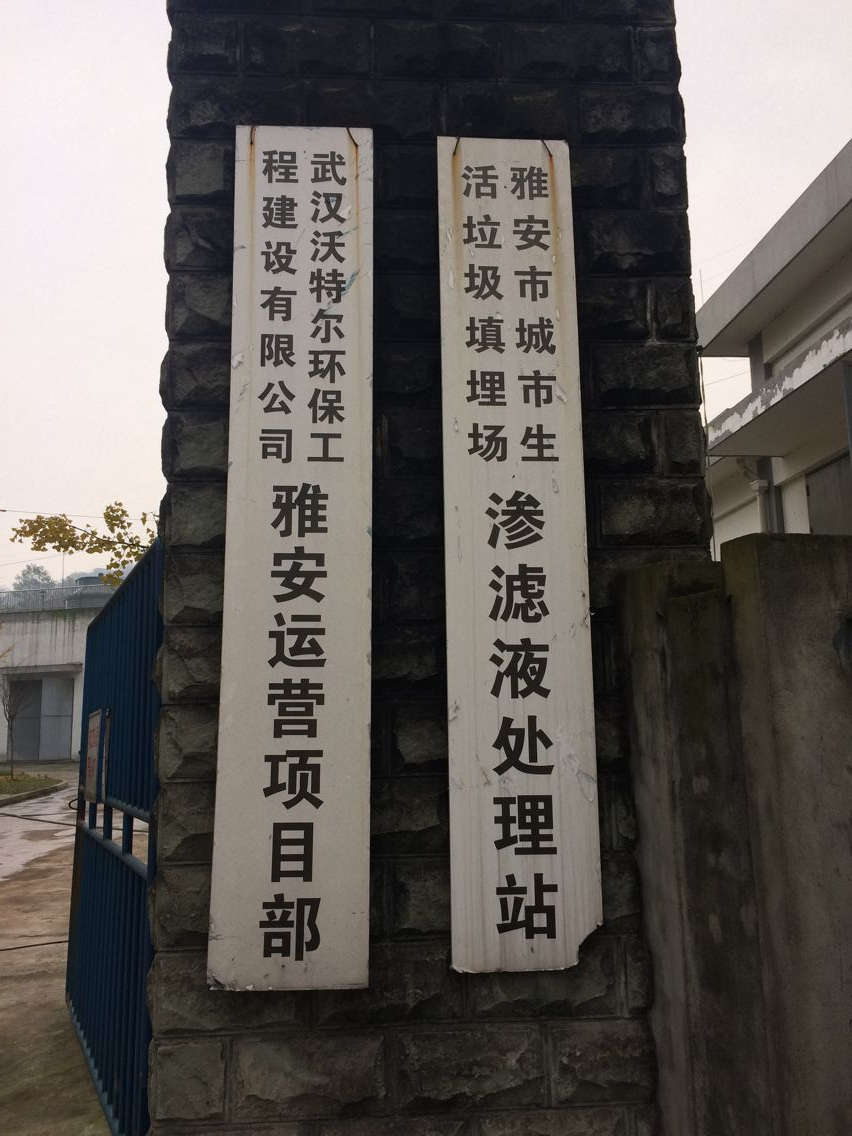 雅安市城市生
活垃圾填埋场
渗滤液处理站
武汉沃特尔环保工
程建设有限公司
雅安运营项目部